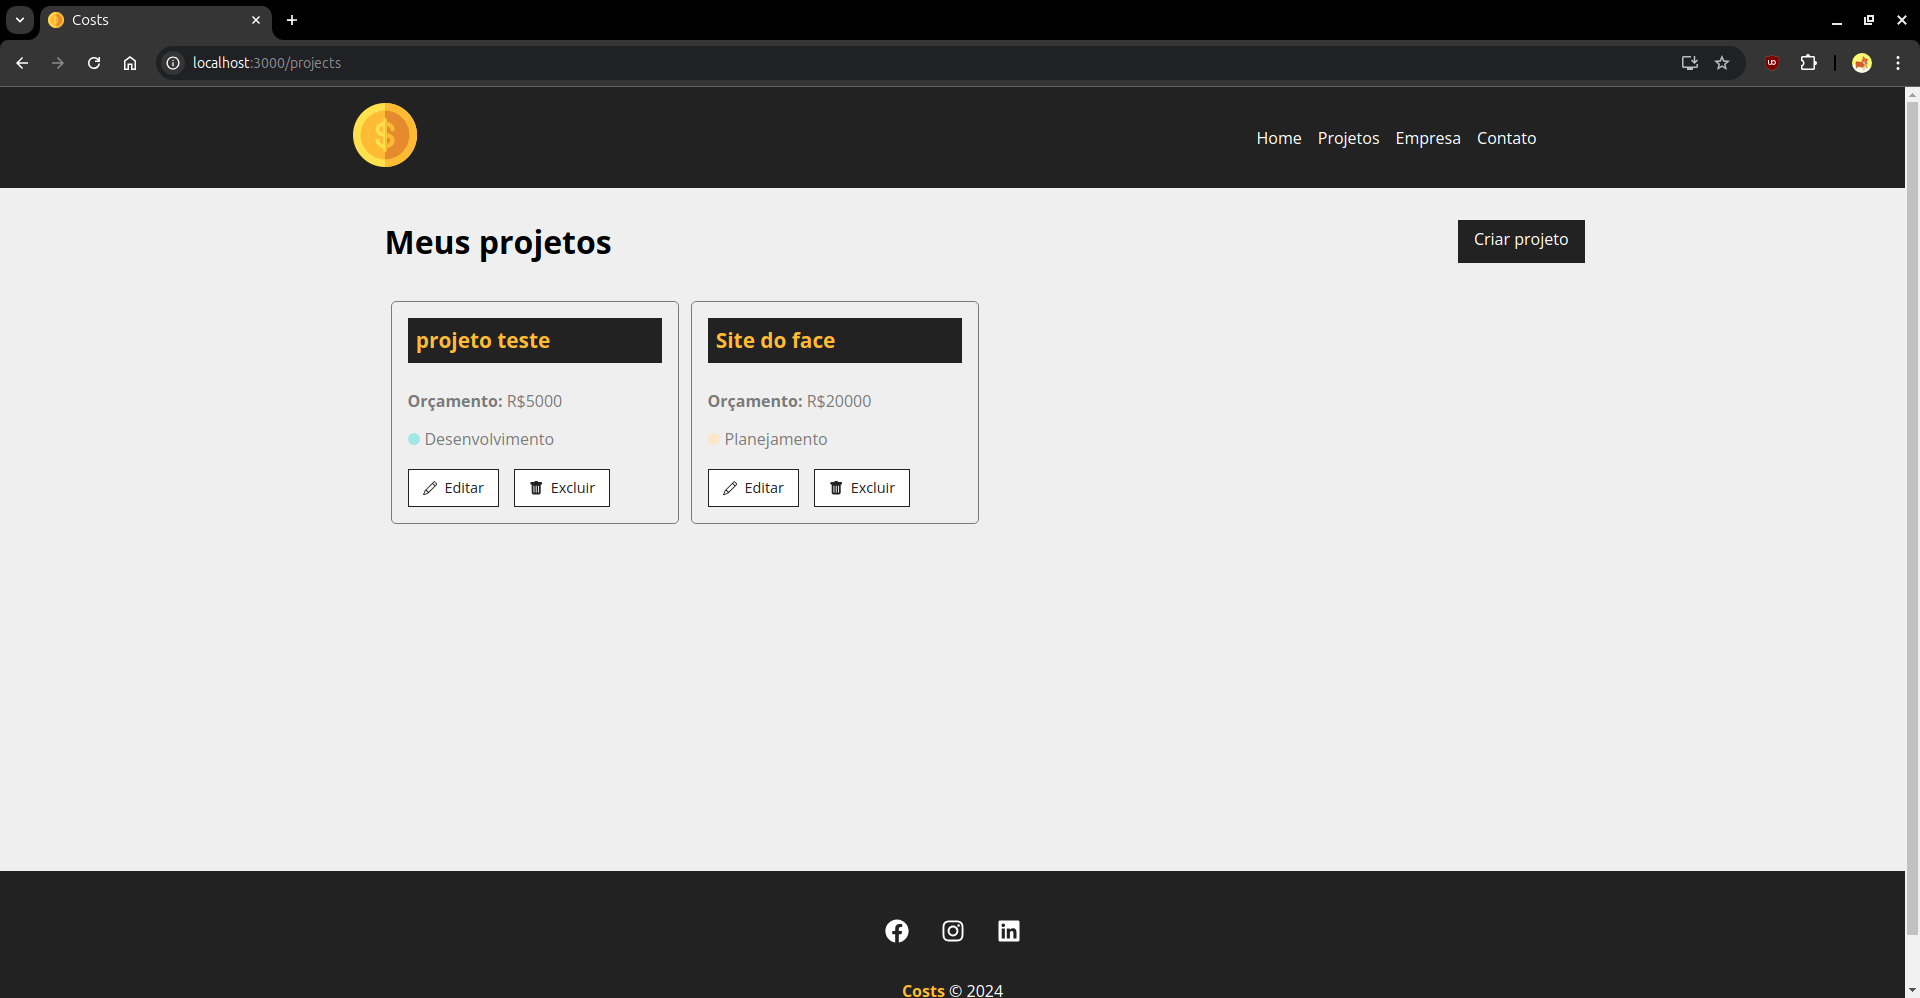 Costs
localhost:3000/projects
$
Home Projetos Empresa Contato
Meus projetos
Criar projeto
projeto teste
Orçamento: R$5000
Desenvolvimento
Editar Excluir
Site do face
Orçamento: R$20000
Planejamento
Editar Excluir
Costs © 2024